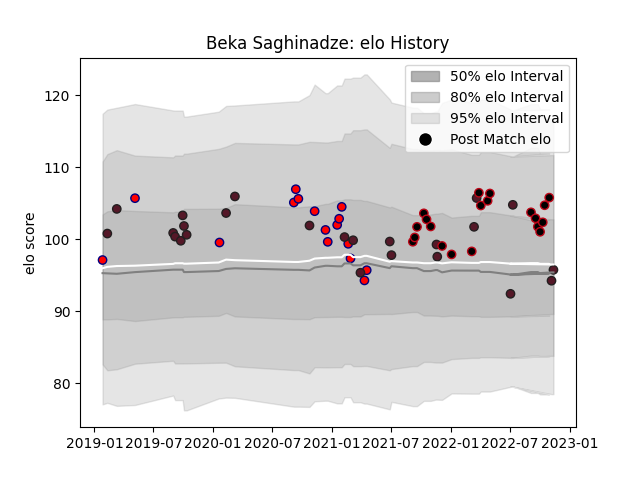 Beka Saghinadze: elo History
50% elo Interval
80% elo Interval
95% elo Interval
Post Match elo
elo score
120
110
100
90
80
2019-01 2019-07 2020-01 2020-07 2021-01 2021-07 2022-01 2022-07 2023-01